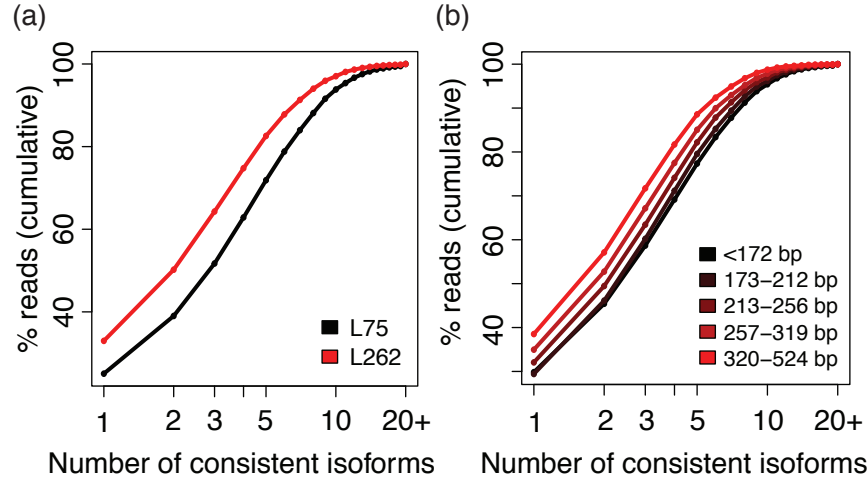 (a)
% reads (cumulative)
100
80
60
40
1 2 3 5 10 20+
Number of consistent isoforms
L75
L262
(b)
% reads (cumulative)
100
80
60
40
1 2 3 5 10 20+
Number of consistent isoforms
<172 bp
173–212 bp
213–256 bp
257–319 bp
320–524 bp